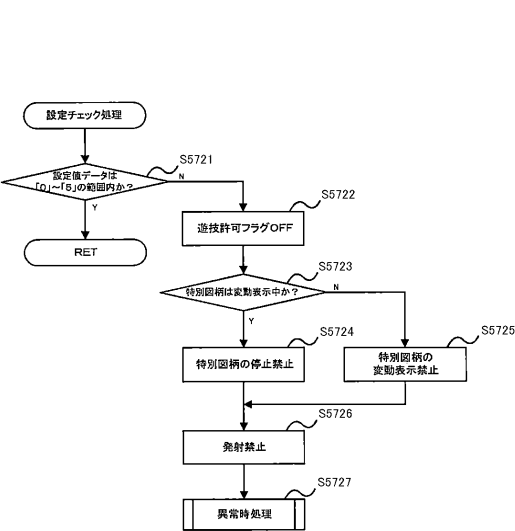 設定チェック処理
S5721
設定値データは
「0」~「5」の範囲内か?
N
Y
S5722
RET
遊技許可フラグOFF
S5723
特別図柄は変動表示中か?
N
Y
S5724
S5725
特別図柄の停止禁止
特別図柄の
変動表示禁止
S5726
発射禁止
S5727
異常時処理